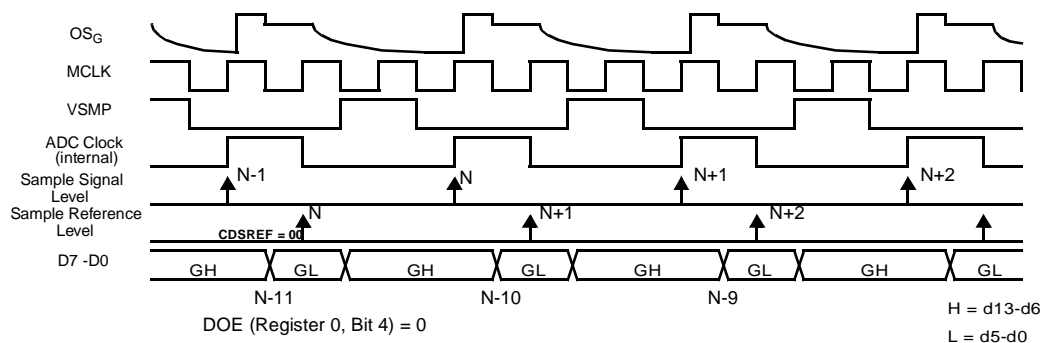 OSG
MCLK
VSMP
ADC Clock
(internal)
N-1
N
N+1
N+2
Sample Signal
Level
Sample Reference
Level
N
N+1
N+2
CDSREF = 00
D7 -D0
GH
GL
GH
GL
GH
GL
GH
GL
N-11
N-10
N-9
DOE (Register 0, Bit 4) = 0
H = d13-d6
L = d5-d0